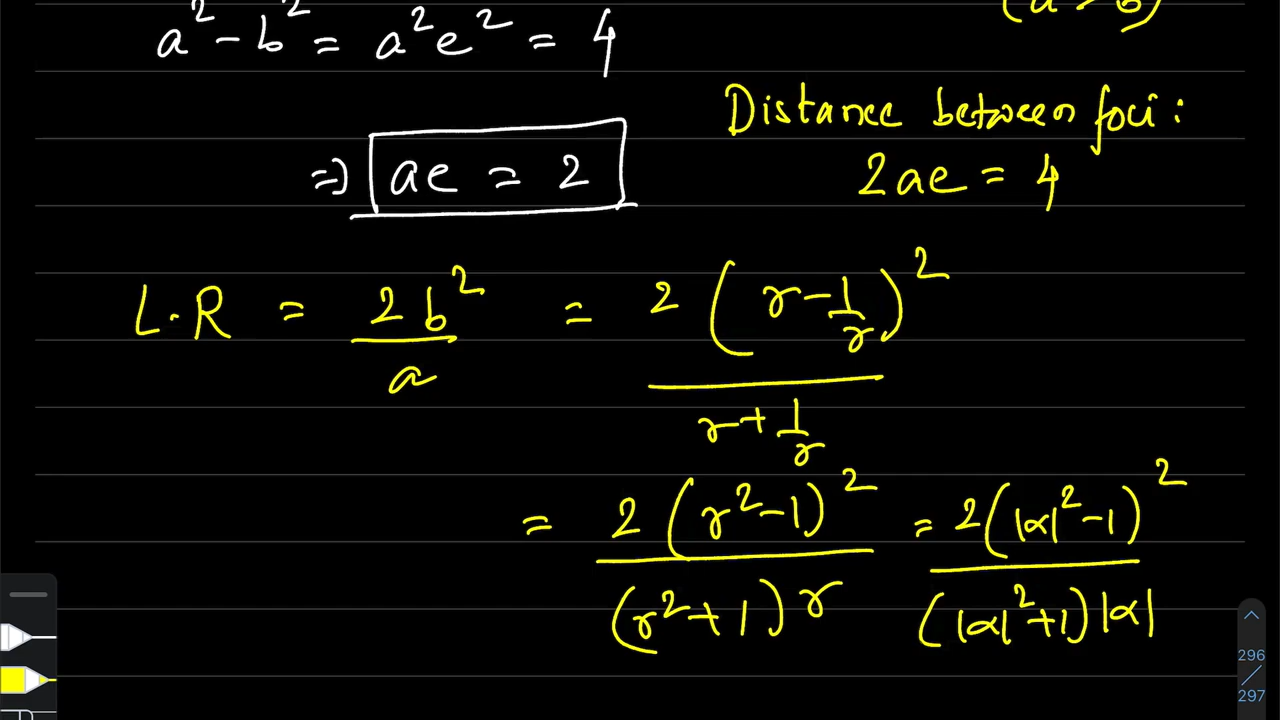 (a > b)
a² - b² = a²e² = 4
Distance between foci :
⇒ ae = 2
2ae = 4
L.R = 2b²/a = 2(r - 1/r)² / (r + 1/r)
= 2(r² - 1)² / (r² + 1)r = 2(|α|² - 1)² / (|α|² + 1)|α|
296
/
297